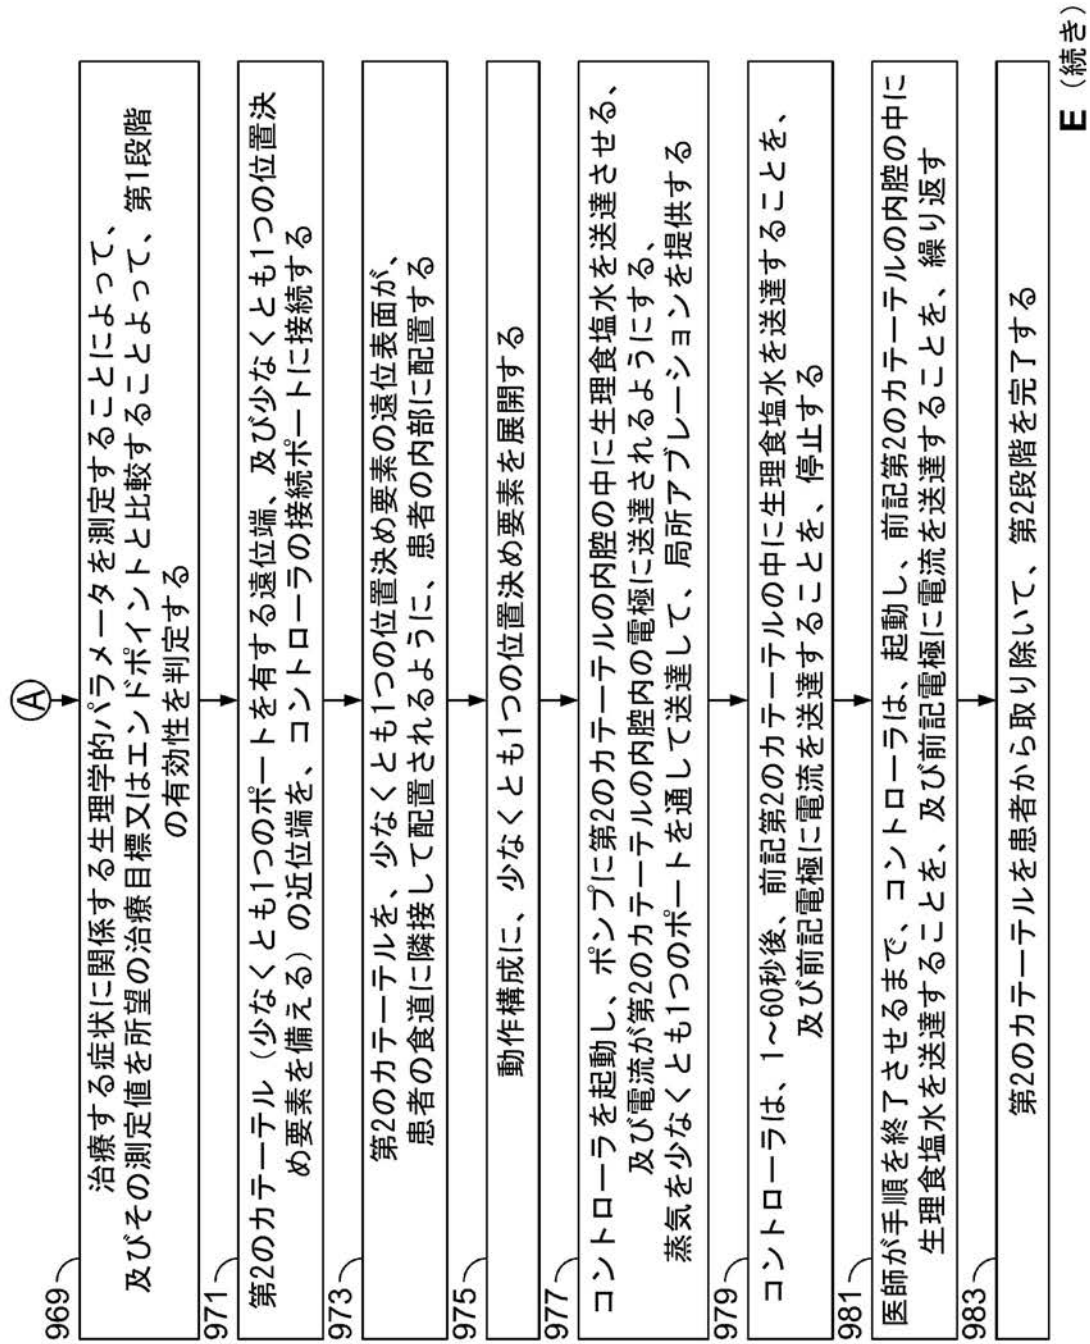 A
969
治療する症状に関係する生理学的パラメータを測定することによって、
及びその測定値を所望の治療目標又はエンドポイントと比較することよって、第1段階
の有効性を判定する
971
第2のカテーテル（少なくとも1つのポートを有する遠位端、及び少なくとも1つの位置決
め要素を備える）の近位端を、コントローラの接続ポートに接続する
973
第2のカテーテルを、少なくとも1つの位置決め要素の遠位表面が、
患者の食道に隣接して配置されるように、患者の内部に配置する
975
動作構成に、少なくとも1つの位置決め要素を展開する
977
コントローラを起動し、ポンプに第2のカテーテルの内腔の中に生理食塩水を送達させる、
及び電流が第2のカテーテルの内腔内の電極に送達されるようにする、
蒸気を少なくとも1つのポートを通して送達して、局所アブレーションを提供する
979
コントローラは、1～60秒後、前記第2のカテーテルの中に生理食塩水を送達することを、
及び前記電極に電流を送達することを、停止する
981
医師が手順を終了させるまで、コントローラは、起動し、前記第2のカテーテルの内腔の中に
生理食塩水を送達することを、及び前記電極に電流を送達することを、繰り返す
983
第2のカテーテルを患者から取り除いて、第2段階を完了する
E（続き）